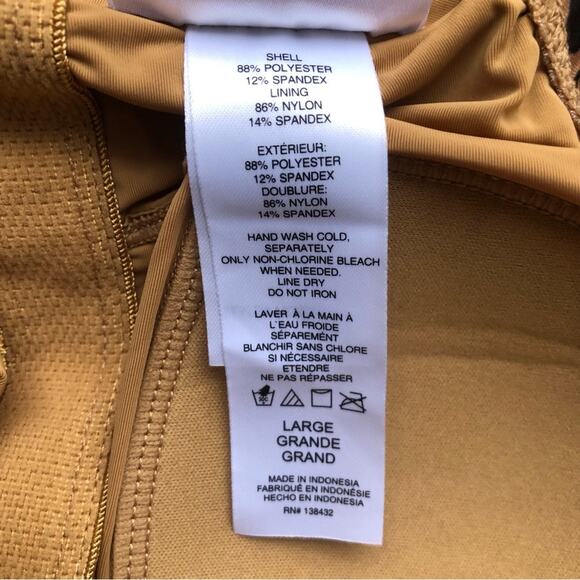 SHELL
88% POLYESTER
12% SPANDEX
LINING
86% NYLON
14% SPANDEX
EXTÉRIEUR:
88% POLYESTER
12% SPANDEX
DOUBLURE:
86% NYLON
14% SPANDEX
HAND WASH COLD,
SEPARATELY
ONLY NON-CHLORINE BLEACH
WHEN NEEDED.
LINE DRY
DO NOT IRON
LAVER À LA MAIN À
L'EAU FROIDE
SÉPARÉMENT
BLANCHIR SANS CHLORE
SI NÉCESSAIRE
ETENDRE
NE PAS RÉPASSER
LARGE
GRANDE
GRAND
MADE IN INDONESIA
FABRIQUÉ EN INDONÉSIE
HECHO EN INDONESIA
RN# 138432